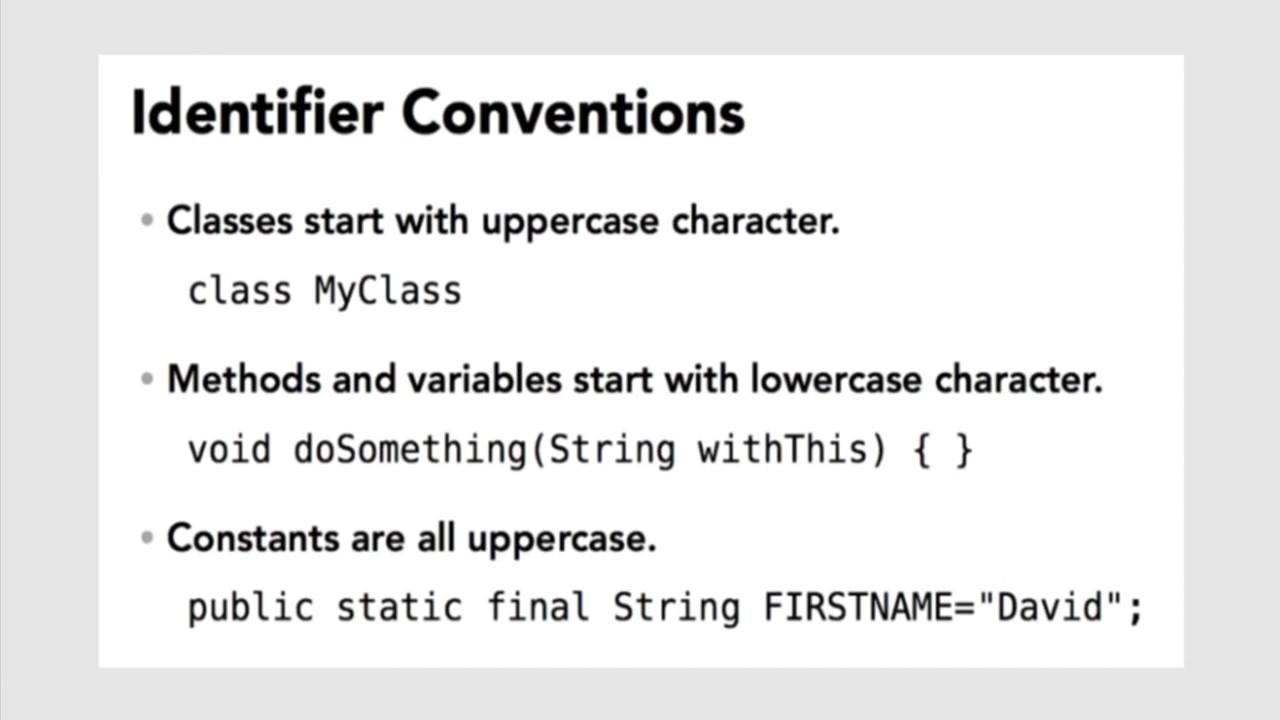 Identifier Conventions
• Classes start with uppercase character.
class MyClass
• Methods and variables start with lowercase character.
void doSomething(String withThis) { }
• Constants are all uppercase.
public static final String FIRSTNAME="David";